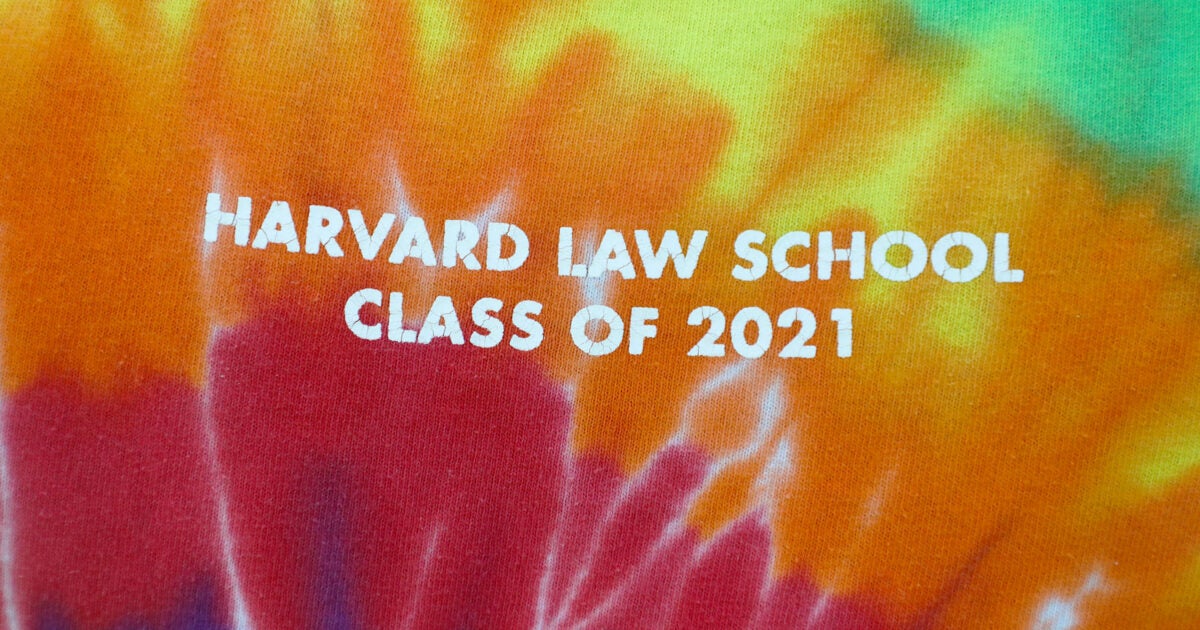 HARVARD LAW SCHOOL
CLASS OF 2021